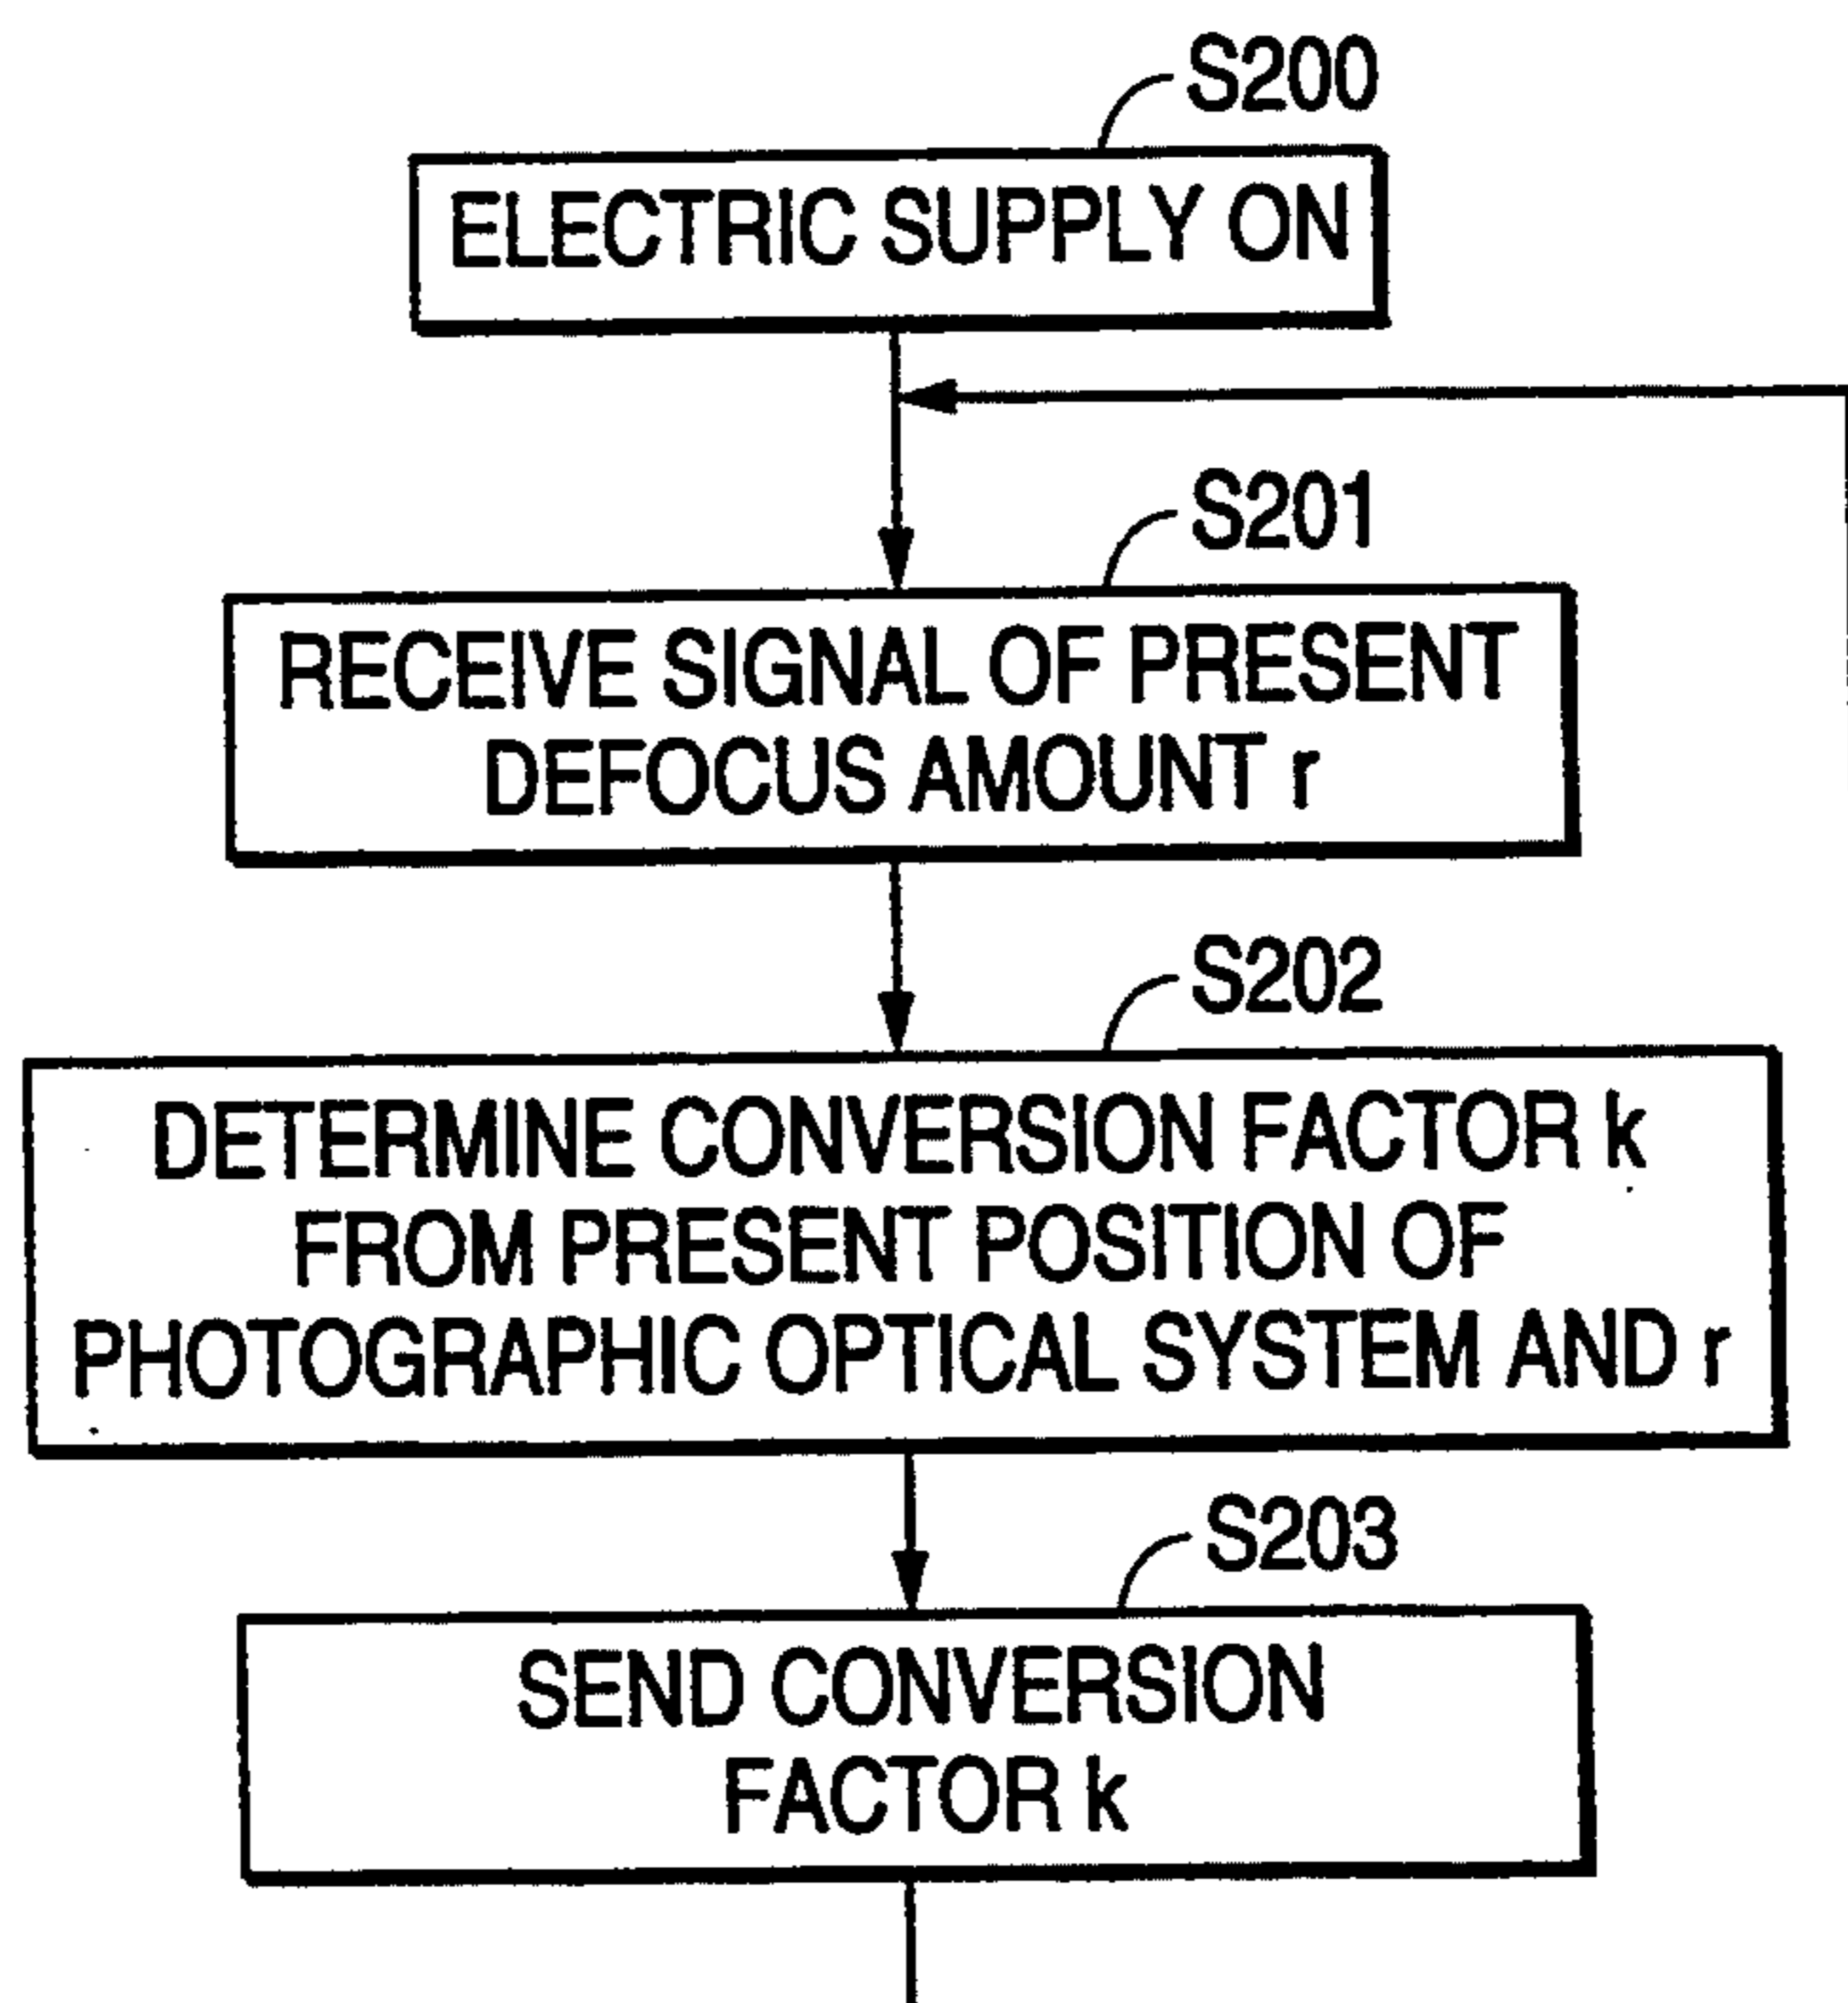 S200
ELECTRIC SUPPLY ON
S201
RECEIVE SIGNAL OF PRESENT
DEFOCUS AMOUNT r
S202
DETERMINE CONVERSION FACTOR k
FROM PRESENT POSITION OF
PHOTOGRAPHIC OPTICAL SYSTEM AND r
S203
SEND CONVERSION
FACTOR k